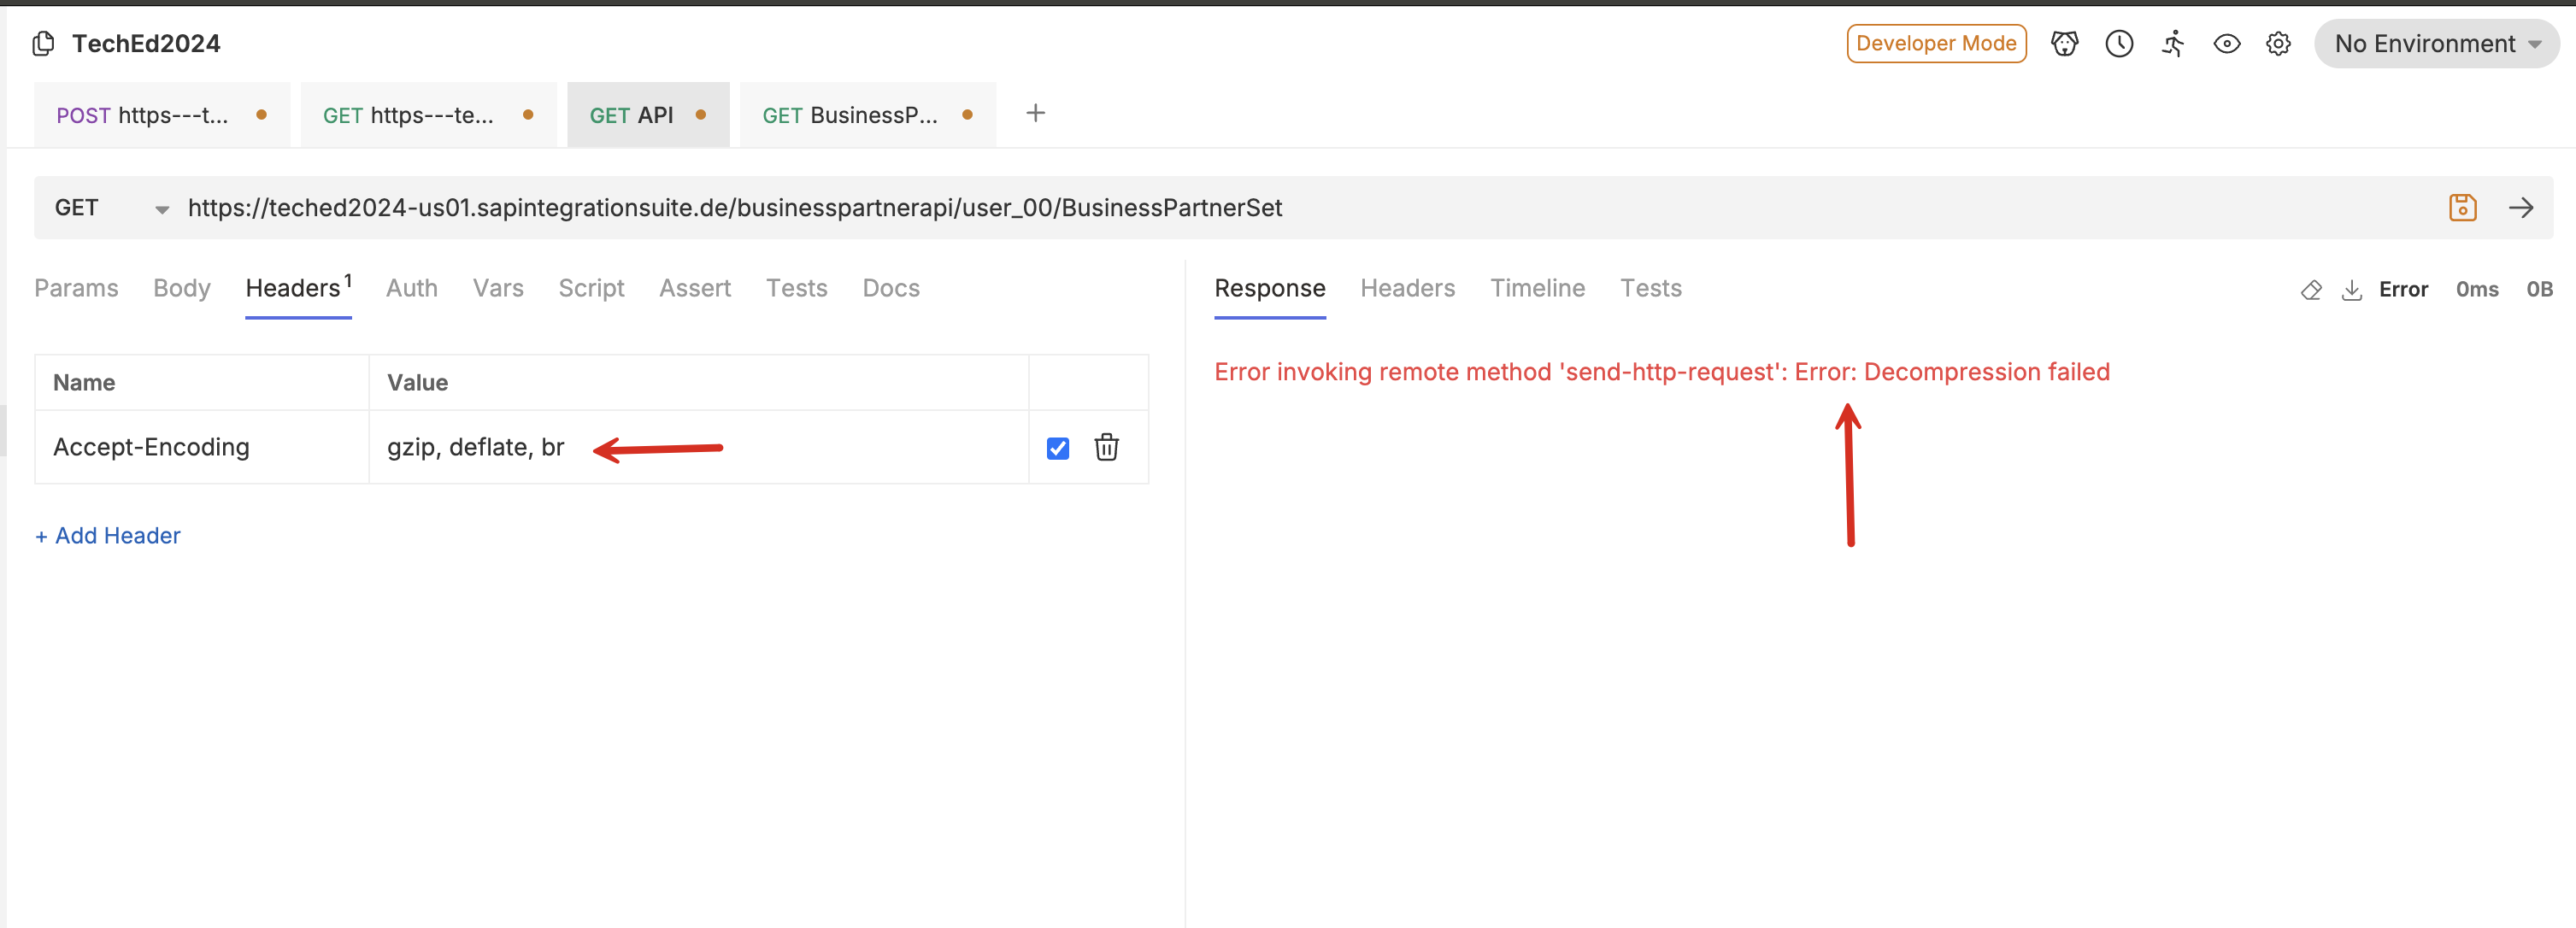 TechEd2024
Developer Mode
No Environment
POST https---t...
GET https---te...
GET API
GET BusinessP...
+
GET
https://teched2024-us01.sapintegrationsuite.de/businesspartnerapi/user_00/BusinessPartnerSet
Params Body Headers1 Auth Vars Script Assert Tests Docs
Name Value
Accept-Encoding gzip, deflate, br
+ Add Header
Response Headers Timeline Tests
Error 0ms 0B
Error invoking remote method 'send-http-request': Error: Decompression failed